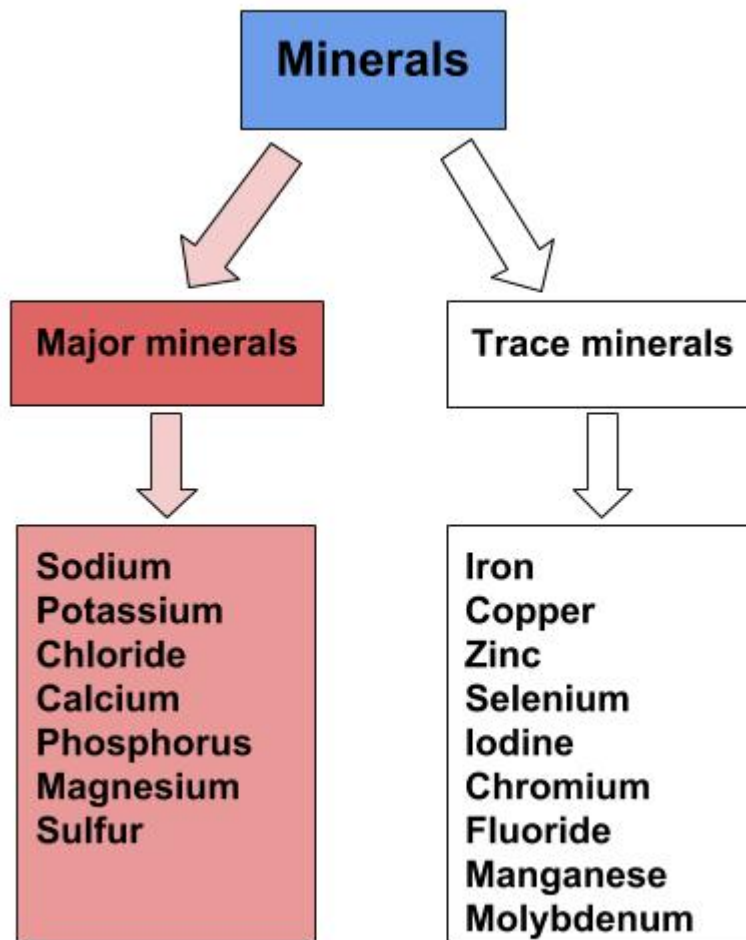 Minerals
Major minerals
Trace minerals
Sodium
Potassium
Chloride
Calcium
Phosphorus
Magnesium
Sulfur
Iron
Copper
Zinc
Selenium
Iodine
Chromium
Fluoride
Manganese
Molybdenum